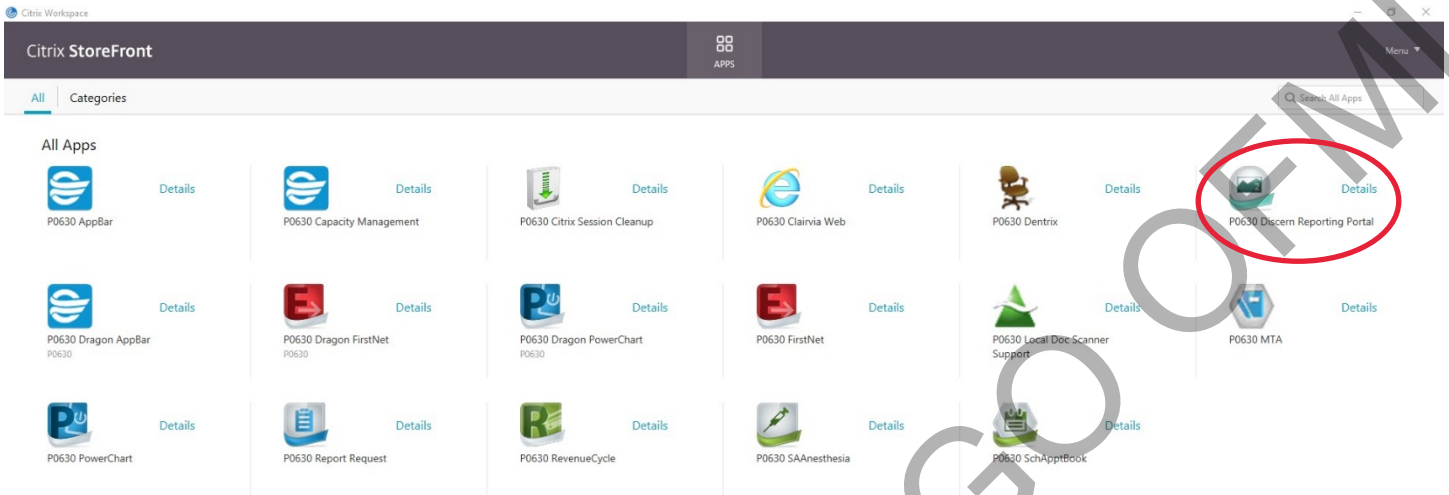 Citrix Workspace
Citrix StoreFront
APPS
Menu
All
Categories
Search All Apps
All Apps
Details
Details
Details
Details
Details
Details
P0630 AppBar
P0630 Capacity Management
P0630 Citrix Session Cleanup
P0630 Clairvia Web
P0630 Dentrix
P0630 Discern Reporting Portal
Details
Details
Details
Details
Details
Details
P0630 Dragon AppBar
P0630
P0630 Dragon FirstNet
P0630
P0630 Dragon PowerChart
P0630
P0630 FirstNet
P0630 Local Doc Scanner
Support
P0630 MTA
Details
Details
Details
Details
Details
P0630 PowerChart
P0630 Report Request
P0630 RevenueCycle
P0630 SAAnesthesia
P0630 SchApptBook
GO OFM